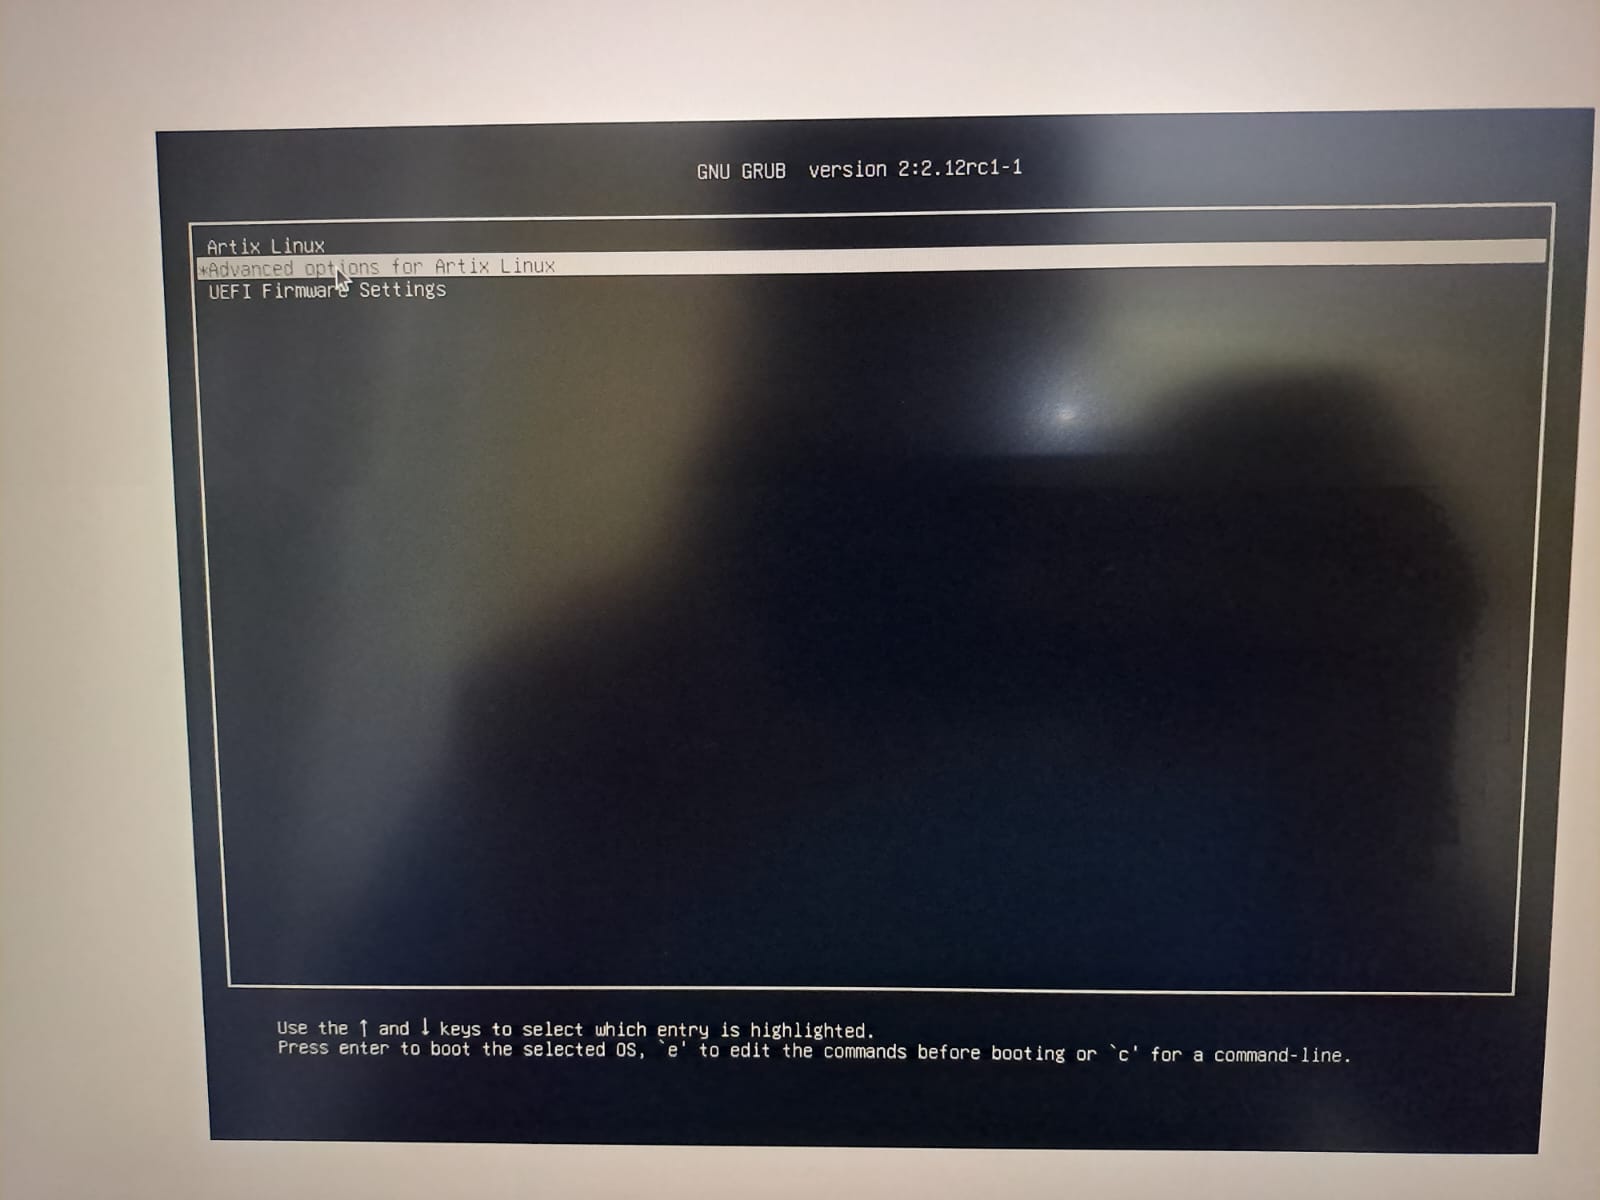 GNU GRUB version 2:2.12rc1-1
Artix Linux
*Advanced options for Artix Linux
UEFI Firmware Settings
Use the ↑ and ↓ keys to select which entry is highlighted.
Press enter to boot the selected OS, `e' to edit the commands before booting or `c' for a command-line.